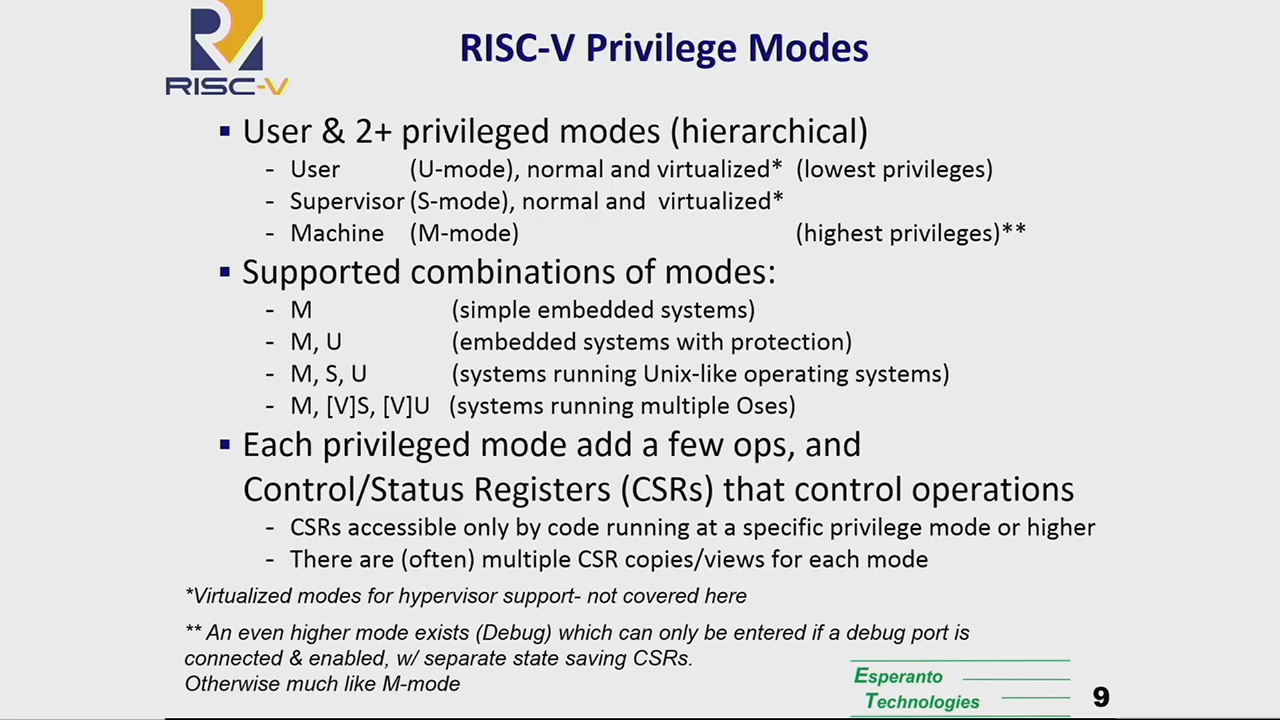 RISC-V
RISC-V Privilege Modes
▪ User & 2+ privileged modes (hierarchical)
- User (U-mode), normal and virtualized* (lowest privileges)
- Supervisor (S-mode), normal and virtualized*
- Machine (M-mode) (highest privileges)**
▪ Supported combinations of modes:
- M (simple embedded systems)
- M, U (embedded systems with protection)
- M, S, U (systems running Unix-like operating systems)
- M, [V]S, [V]U (systems running multiple Oses)
▪ Each privileged mode add a few ops, and
Control/Status Registers (CSRs) that control operations
- CSRs accessible only by code running at a specific privilege mode or higher
- There are (often) multiple CSR copies/views for each mode
*Virtualized modes for hypervisor support- not covered here
** An even higher mode exists (Debug) which can only be entered if a debug port is
connected & enabled, w/ separate state saving CSRs.
Otherwise much like M-mode
Esperanto
Technologies
9